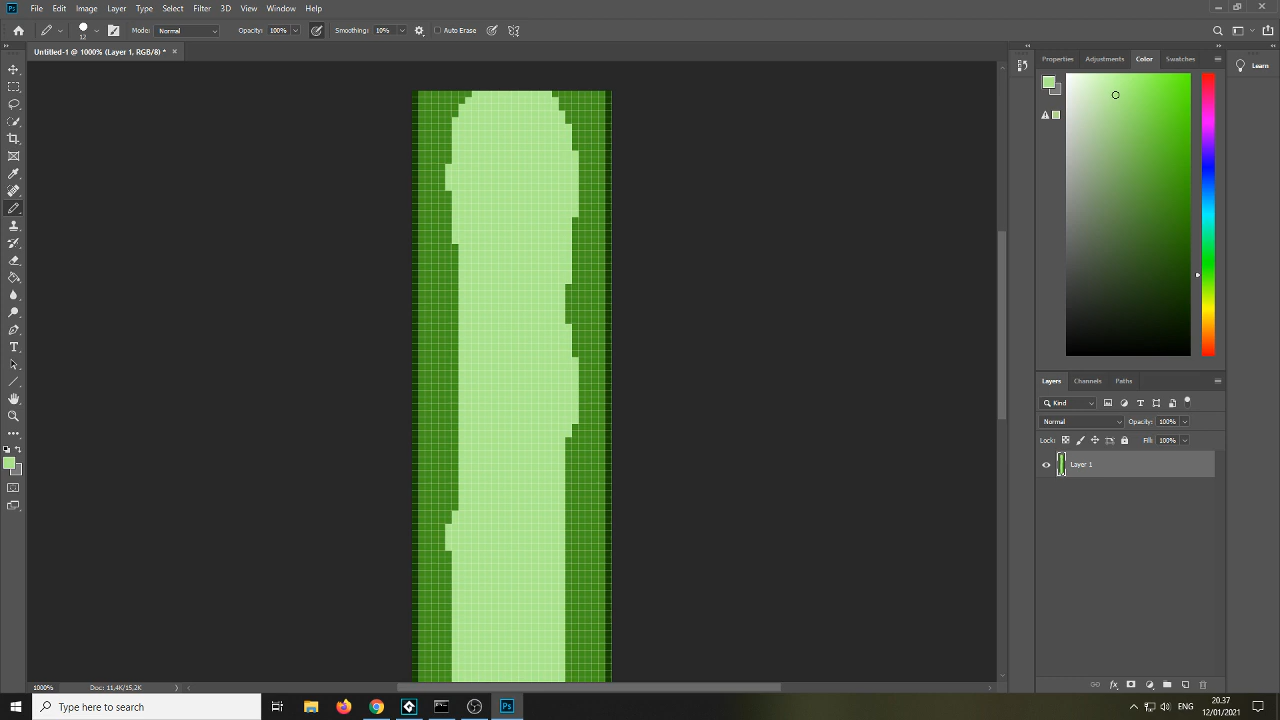 Ps File Edit Image Layer Type Select Filter 3D View Window Help
12 Mode: Normal Opacity: 100% Smoothing: 10% Auto Erase
Untitled-1 @ 1000% (Layer 1, RGB/8) * ×
Properties Adjustments Color Swatches
Learn
Layers Channels Paths
Kind
Normal Opacity: 100%
Lock: Fill: 100%
Layer 1
1000% Doc: 11,4K/15,2K
Type here to search
Ps
ENG
20.37
12/01/2021